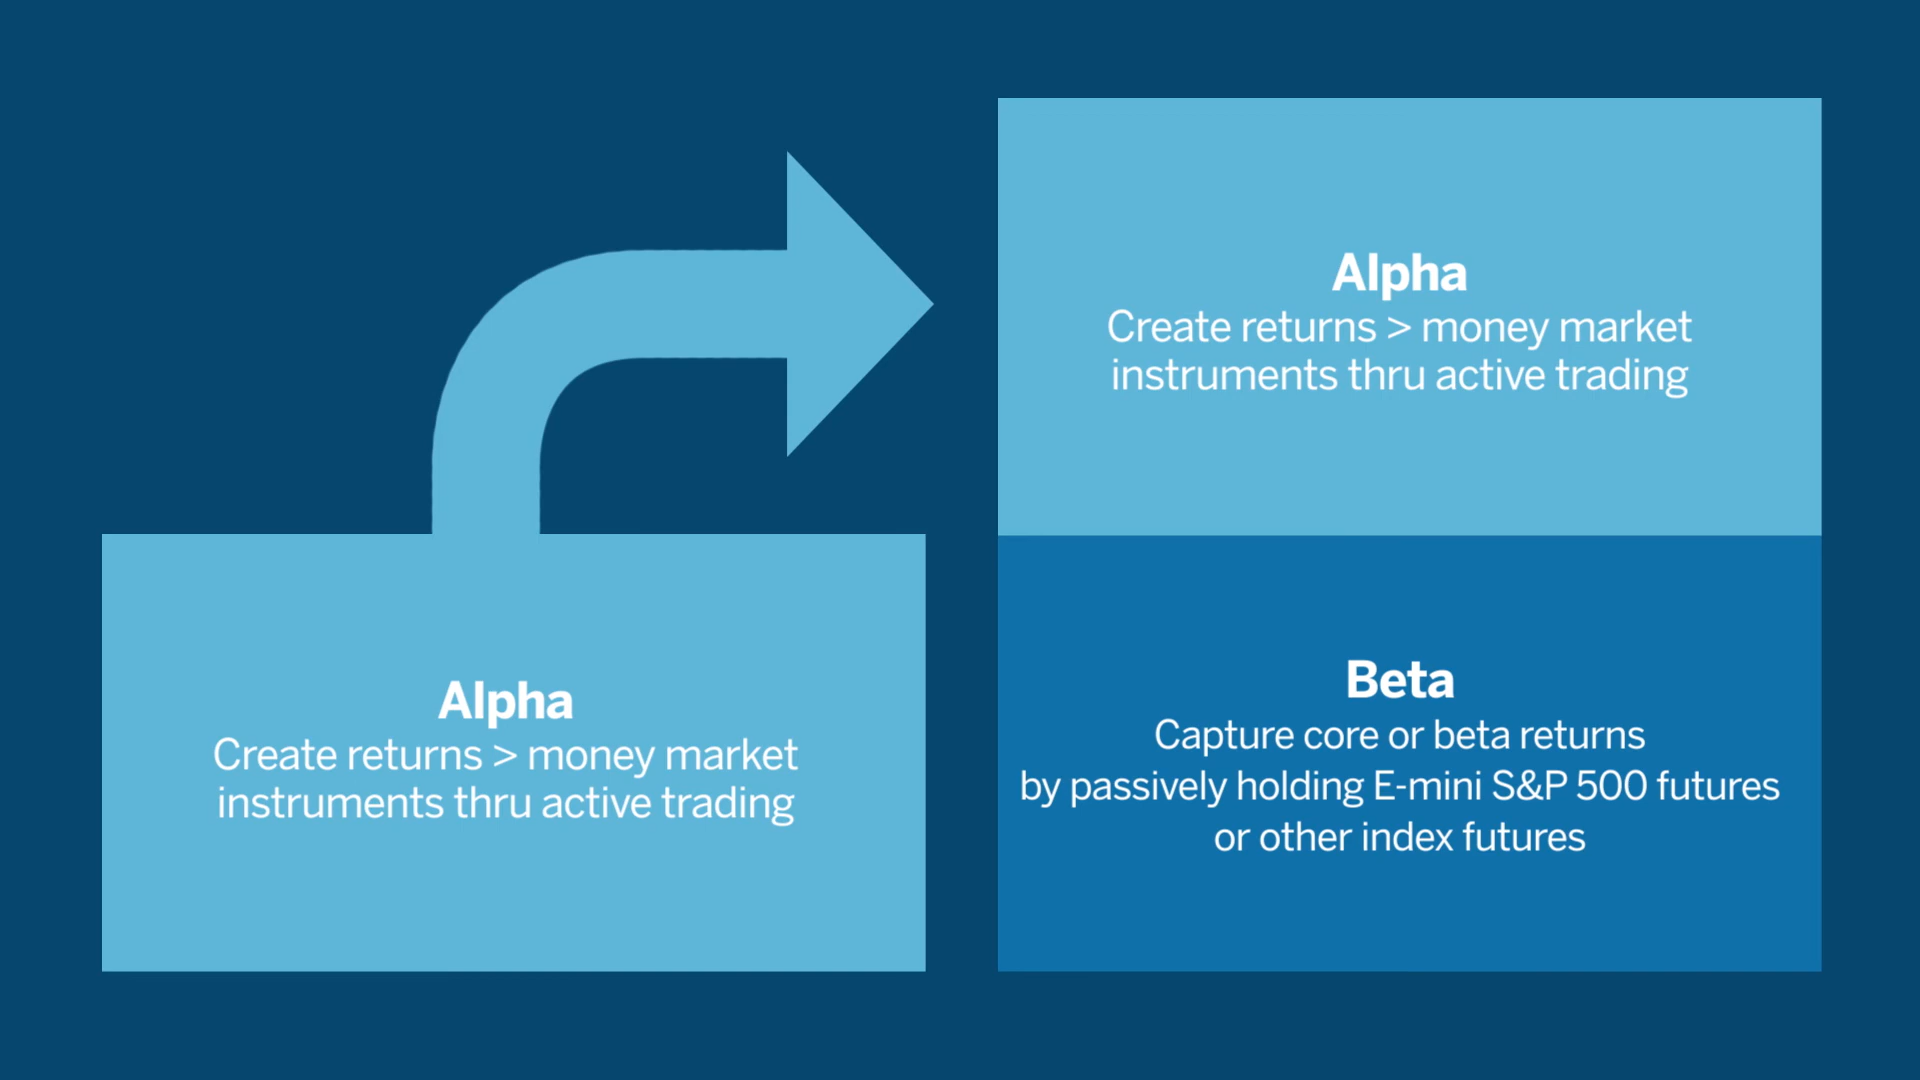 Alpha
Create returns > money market
instruments thru active trading
Alpha
Create returns > money market
instruments thru active trading
Beta
Capture core or beta returns
by passively holding E-mini S&P 500 futures
or other index futures